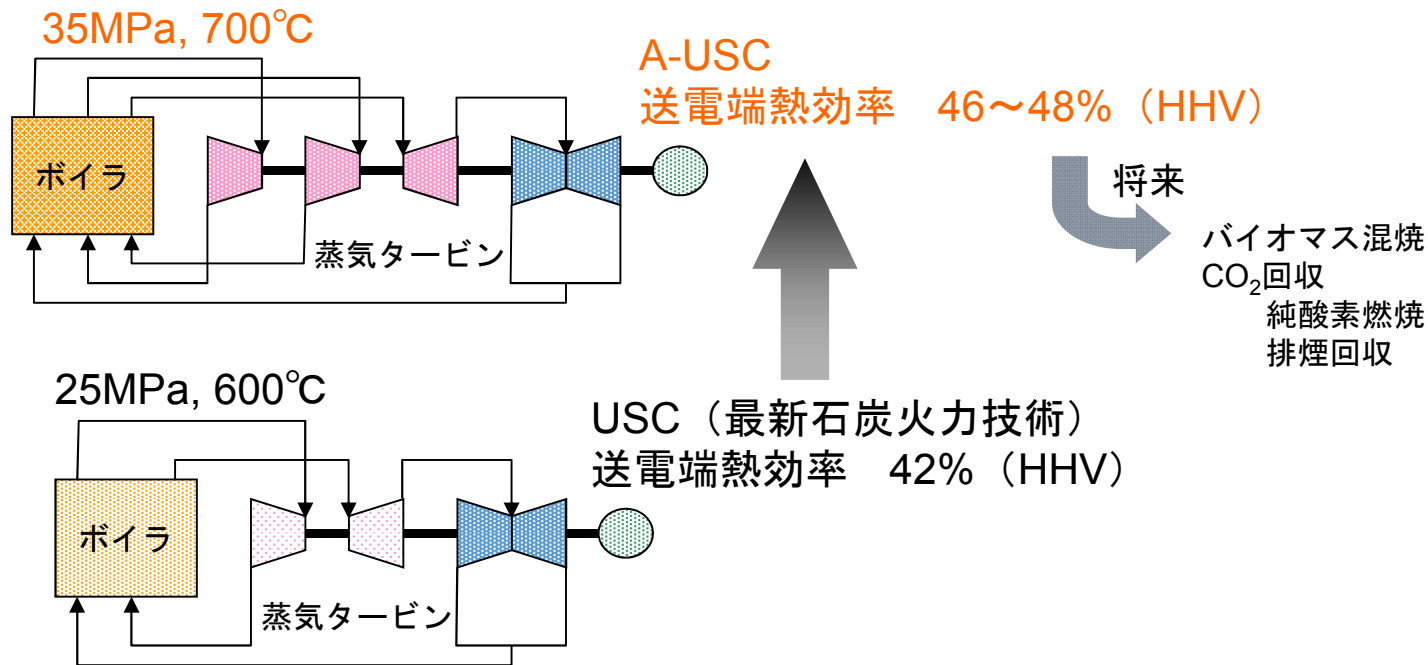 35MPa, 700℃
A-USC
送電端熱効率　46～48%（HHV）
ボイラ
蒸気タービン
将来
バイオマス混焼
CO₂回収
純酸素燃焼
排煙回収
25MPa, 600℃
USC（最新石炭火力技術）
送電端熱効率　42%（HHV）
ボイラ
蒸気タービン